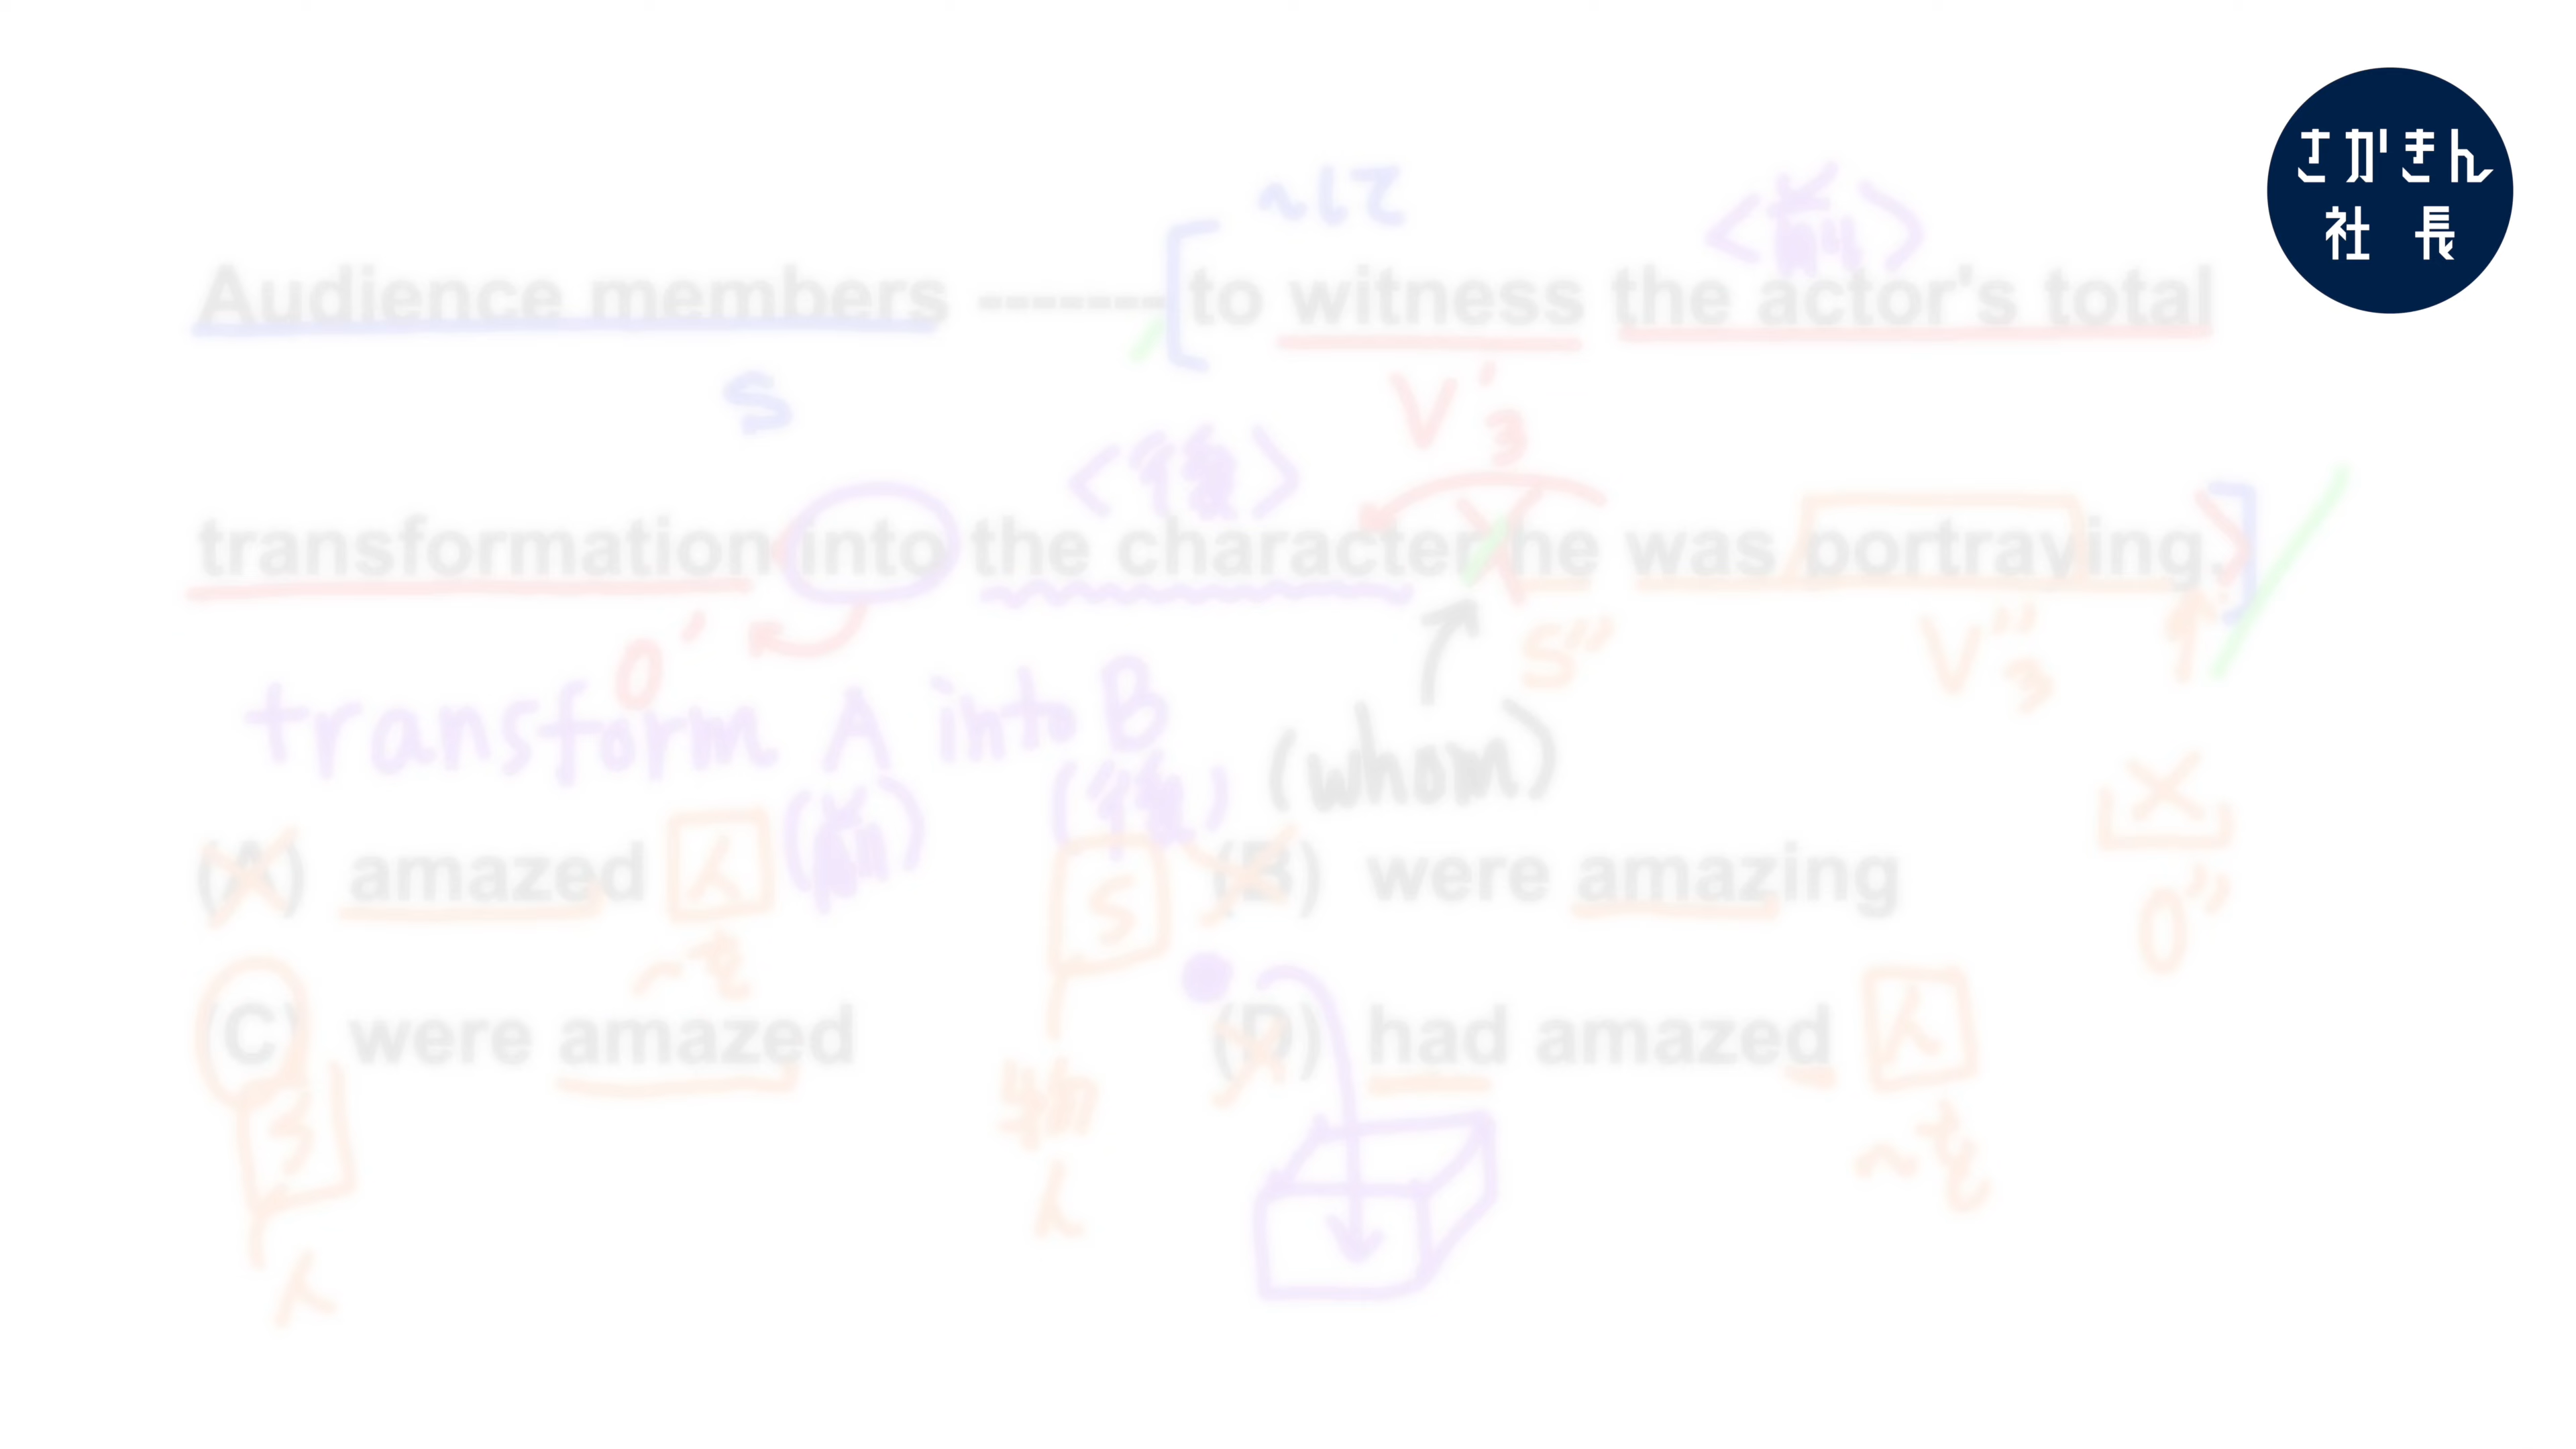 さかきん
社長
~して
<前>
Audience members ------- [ to witness the actor's total
S
V'3
<後>
transformation into the character he was portraying. ]
O'
S"
V"3
transform A into B
(前)
(後)
(whom)
×
O"
(A) amazed 人
S
(B) were amazing
~を
(C) were amazed
(D) had amazed 人
3
物
人
~を
人